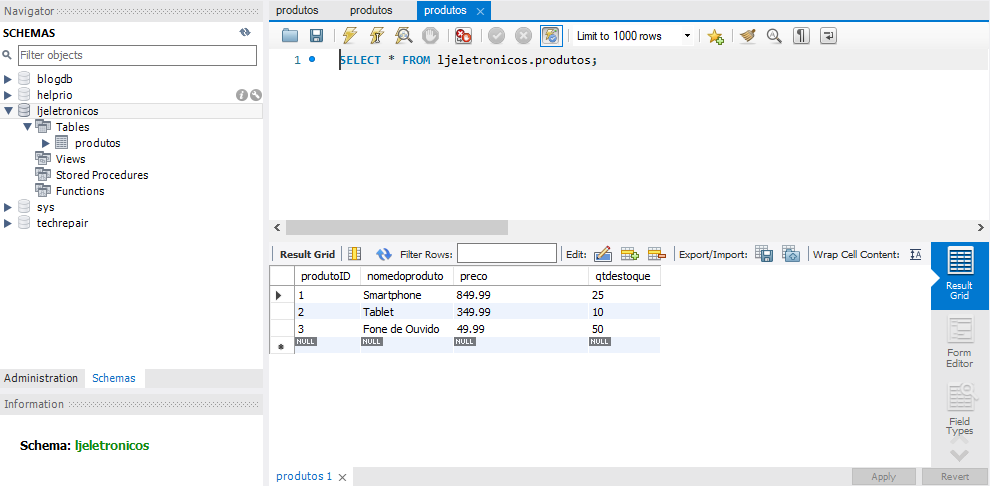 Navigator
SCHEMAS
Filter objects
blogdb
helprio
ljeletronicos
Tables
produtos
Views
Stored Procedures
Functions
sys
techrepair
Administration Schemas
Information
Schema: ljeletronicos
produtos produtos produtos
Limit to 1000 rows
1 SELECT * FROM ljeletronicos.produtos;
Result Grid Filter Rows: Edit: Export/Import: Wrap Cell Content: IA
produtoID nomedoproduto preco qtdestoque
1 Smartphone 849.99 25
2 Tablet 349.99 10
3 Fone de Ouvido 49.99 50
NULL NULL NULL NULL
Result
Grid
Form
Editor
Field
Types
produtos 1
Apply Revert